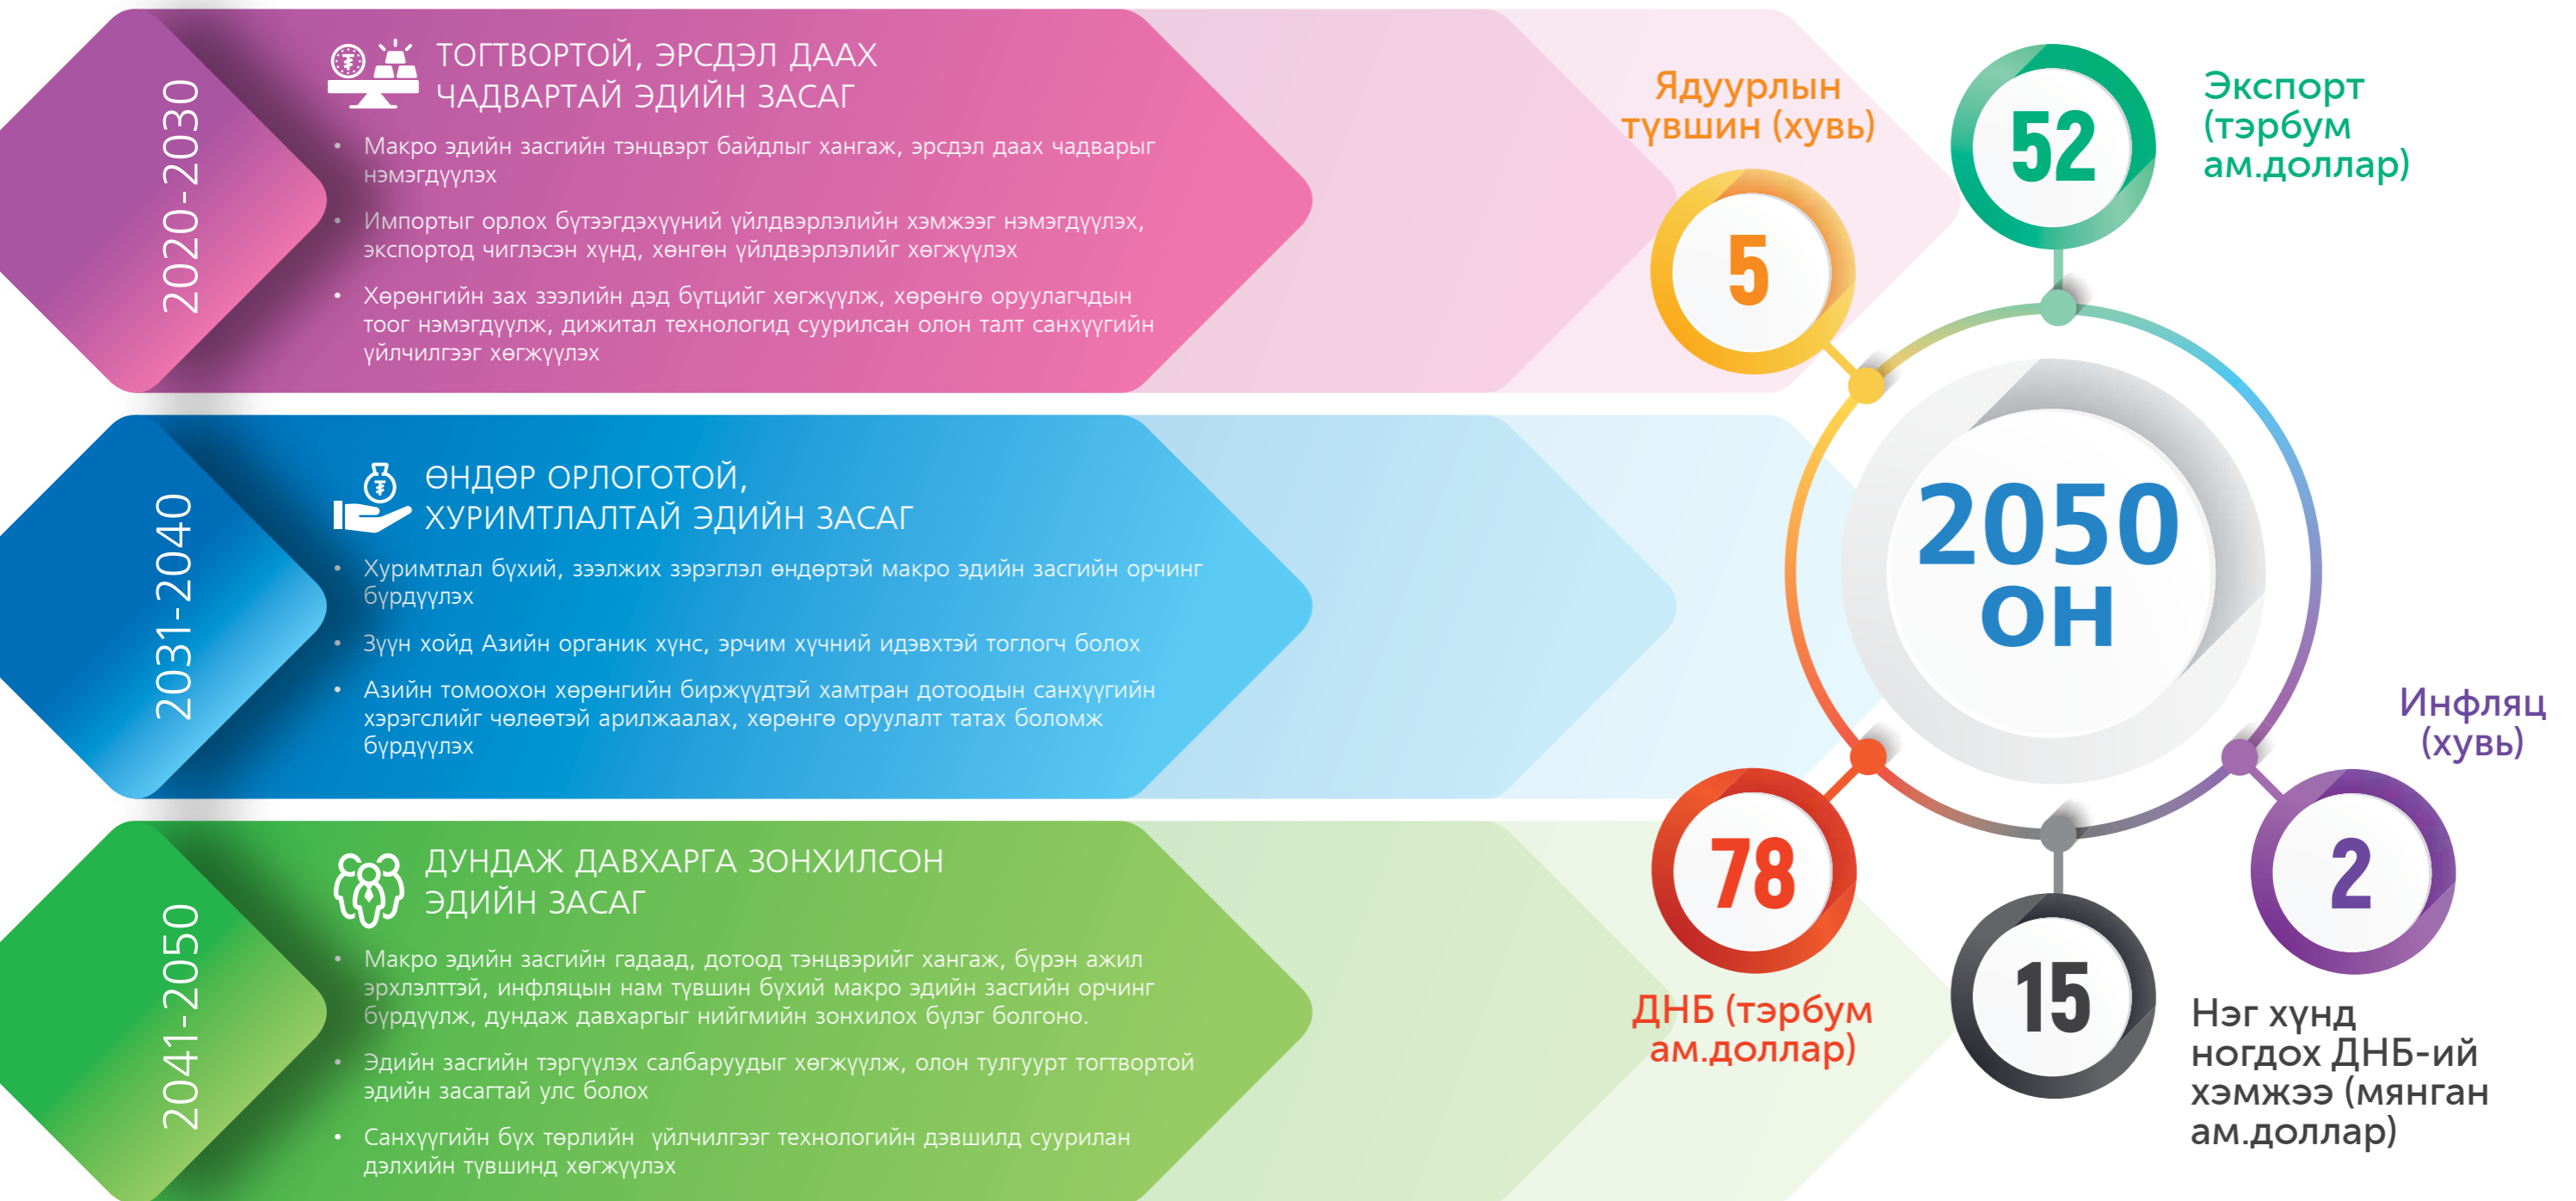 2020-2030
ТОГТВОРТОЙ, ЭРСДЭЛ ДААХ
ЧАДВАРТАЙ ЭДИЙН ЗАСАГ
• Макро эдийн засгийн тэнцвэрт байдлыг хангаж, эрсдэл даах чадварыг
нэмэгдүүлэх
• Импортыг орлох бүтээгдэхүүний үйлдвэрлэлийн хэмжээг нэмэгдүүлэх,
экспортод чиглэсэн хүнд, хөнгөн үйлдвэрлэлийг хөгжүүлэх
• Хөрөнгийн зах зээлийн дэд бүтцийг хөгжүүлж, хөрөнгө оруулагчдын
тоог нэмэгдүүлж, дижитал технологид суурилсан олон талт санхүүгийн
үйлчилгээг хөгжүүлэх
2031-2040
ӨНДӨР ОРЛОГОТОЙ,
ХУРИМТЛАЛТАЙ ЭДИЙН ЗАСАГ
• Хуримтлал бүхий, зээлжих зэрэглэл өндөртэй макро эдийн засгийн орчинг
бүрдүүлэх
• Зүүн хойд Азийн органик хүнс, эрчим хүчний идэвхтэй тоглогч болох
• Азийн томоохон хөрөнгийн биржүүдтэй хамтран дотоодын санхүүгийн
хэрэгслийг чөлөөтэй арилжаалах, хөрөнгө оруулалт татах боломж
бүрдүүлэх
2041-2050
ДУНДАЖ ДАВХАРГА ЗОНХИЛСОН
ЭДИЙН ЗАСАГ
• Макро эдийн засгийн гадаад, дотоод тэнцвэрийг хангаж, бүрэн ажил
эрхлэлттэй, инфляцын нам түвшин бүхий макро эдийн засгийн орчинг
бүрдүүлж, дундаж давхаргыг нийгмийн зонхилох бүлэг болгоно.
• Эдийн засгийн тэргүүлэх салбаруудыг хөгжүүлж, олон тулгуурт тогтвортой
эдийн засагтай улс болох
• Санхүүгийн бүх төрлийн үйлчилгээг технологийн дэвшилд суурилан
дэлхийн түвшинд хөгжүүлэх
Ядуурлын
түвшин (хувь)
5
52
Экспорт
(тэрбум
ам.доллар)
2050
ОН
Инфляц
(хувь)
2
78
ДНБ (тэрбум
ам.доллар)
15
Нэг хүнд
ногдох ДНБ-ий
хэмжээ (мянган
ам.доллар)